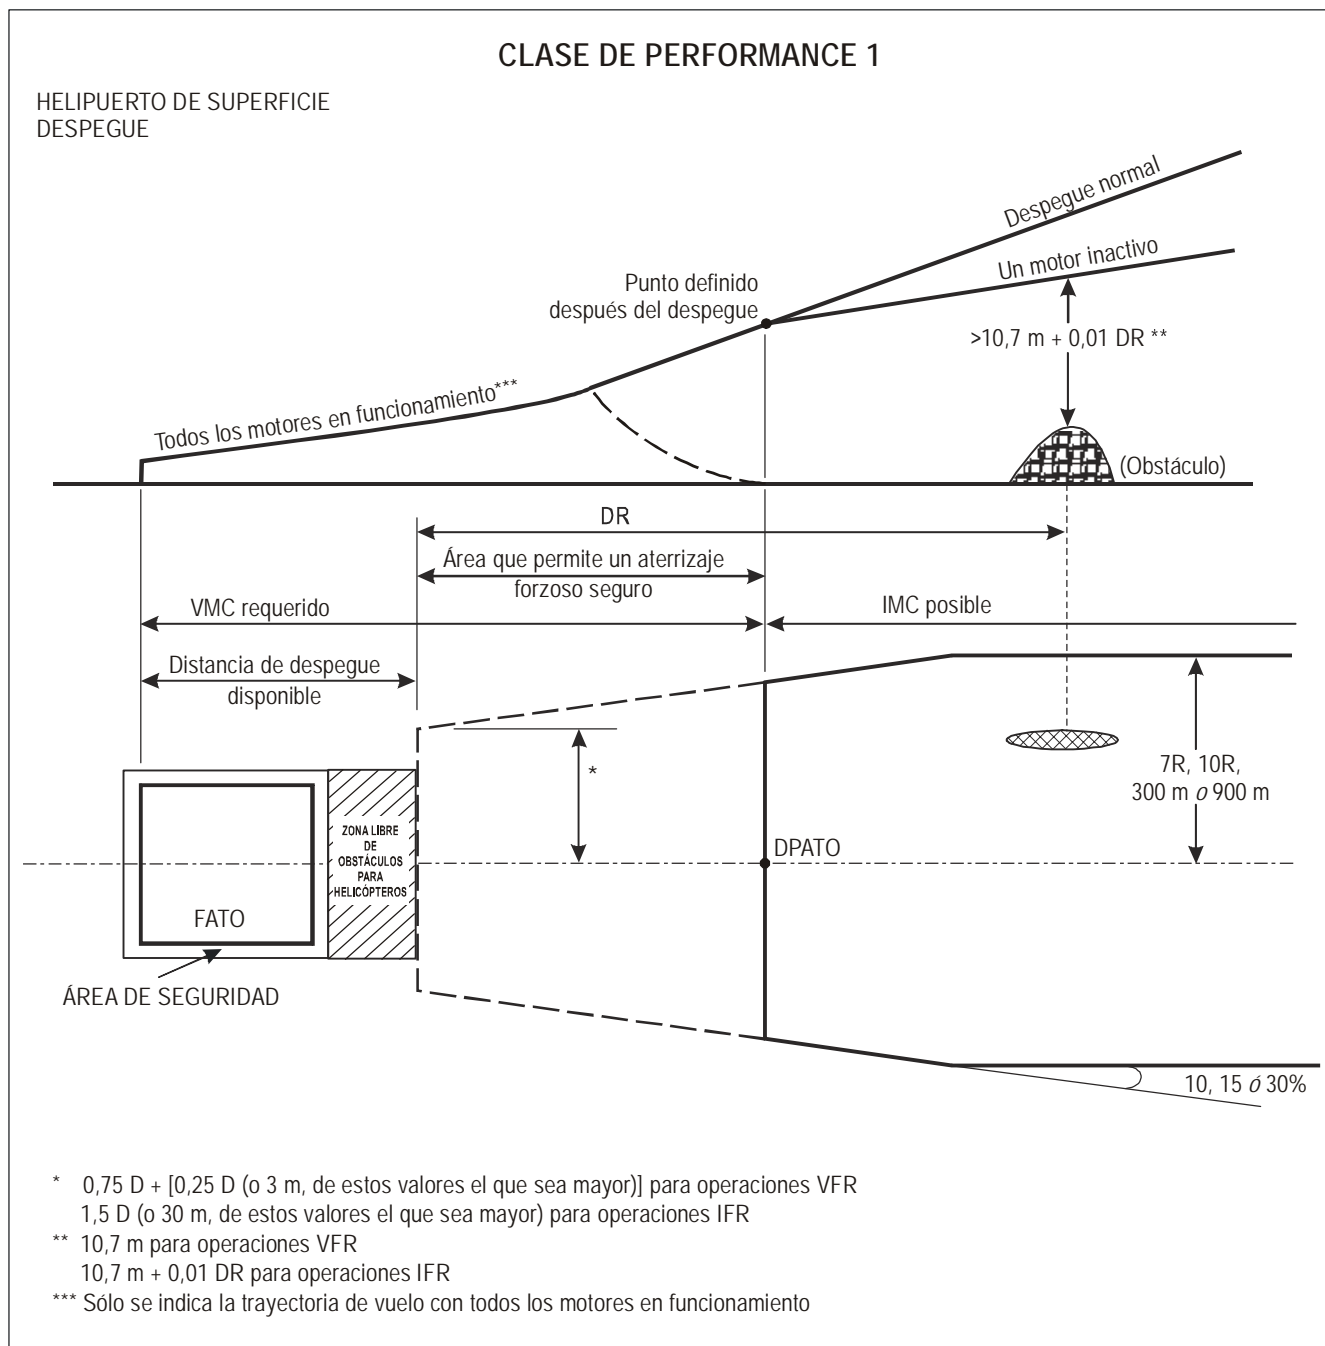 CLASE DE PERFORMANCE 1
HELIPUERTO DE SUPERFICIE
DESPEGUE
Despegue normal
Un motor inactivo
Punto definido
después del despegue
>10,7 m + 0,01 DR **
Todos los motores en funcionamiento***
(Obstáculo)
DR
Área que permite un aterrizaje
forzoso seguro
VMC requerido
IMC posible
Distancia de despegue
disponible
*
7R, 10R,
300 m o 900 m
ZONA LIBRE
DE
OBSTÁCULOS
PARA
HELICÓPTEROS
DPATO
FATO
ÁREA DE SEGURIDAD
10, 15 ó 30%
* 0,75 D + [0,25 D (o 3 m, de estos valores el que sea mayor)] para operaciones VFR
1,5 D (o 30 m, de estos valores el que sea mayor) para operaciones IFR
** 10,7 m para operaciones VFR
10,7 m + 0,01 DR para operaciones IFR
*** Sólo se indica la trayectoria de vuelo con todos los motores en funcionamiento